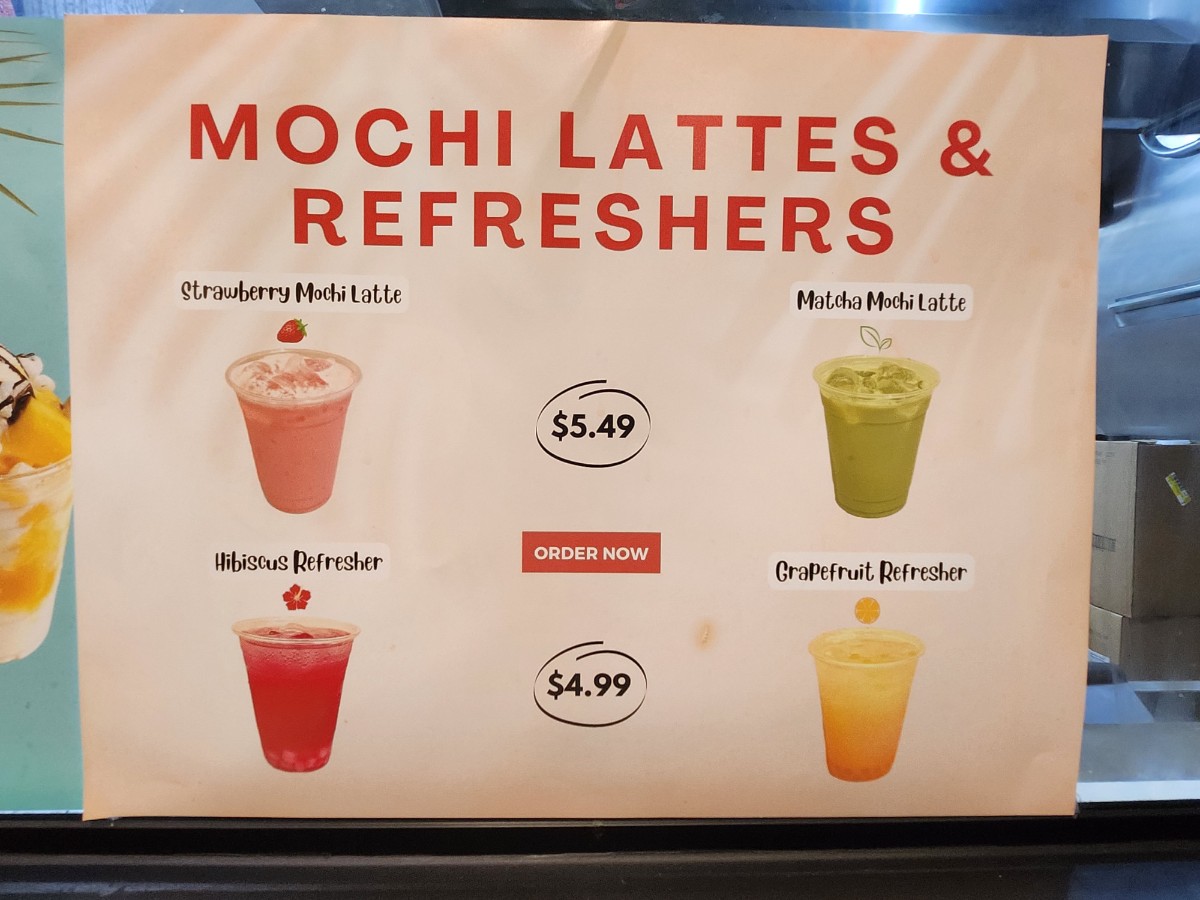 MOCHI LATTES &
REFRESHERS
Strawberry Mochi Latte
Matcha Mochi Latte
$5.49
ORDER NOW
Hibiscus Refresher
GraPefruit Refresher
$4.99